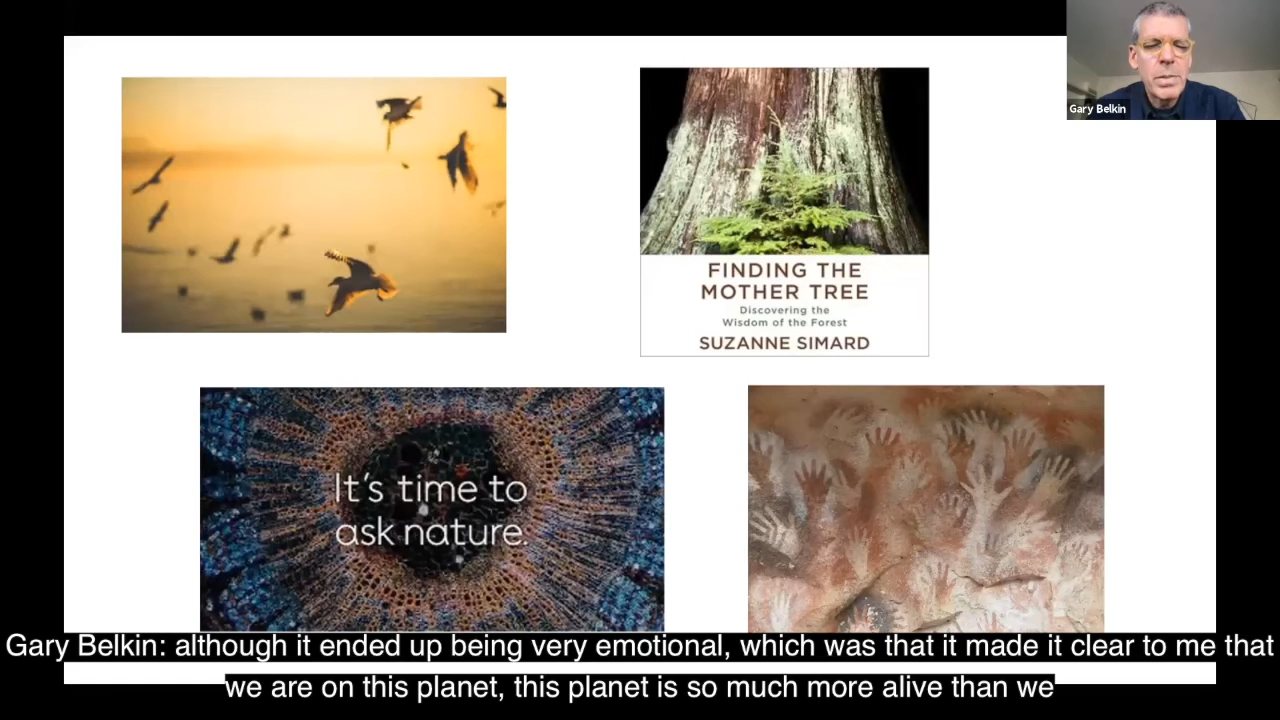 Gary Belkin
FINDING THE
MOTHER TREE
Discovering the
Wisdom of the Forest
SUZANNE SIMARD
It's time to
ask nature.
Gary Belkin: although it ended up being very emotional, which was that it made it clear to me that
we are on this planet, this planet is so much more alive than we